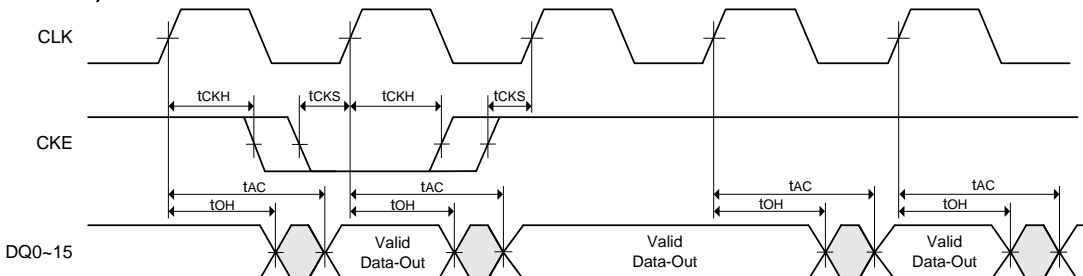 CLK
tCKH tCKS tCKH tCKS
CKE
tAC tAC tAC tAC
tOH tOH tOH tOH
DQ0~15
Valid Data-Out
Valid Data-Out
Valid Data-Out